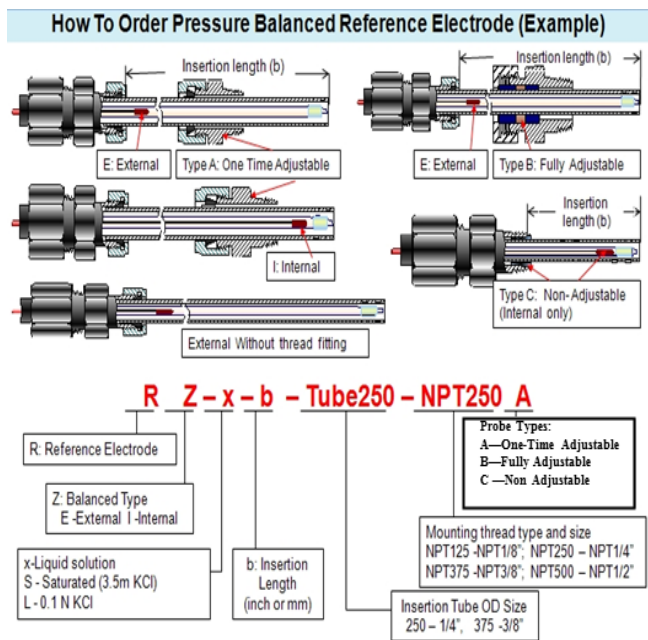 How To Order Pressure Balanced Reference Electrode (Example)
Insertion length (b)
E: External
Type A: One Time Adjustable
Insertion length (b)
E: External
Type B: Fully Adjustable
I: Internal
Insertion
length (b)
Type C: Non-Adjustable
(Internal only)
External Without thread fitting
R Z – x – b – Tube250 – NPT250 A
R: Reference Electrode
Z: Balanced Type
E -External I -Internal
x-Liquid solution
S - Saturated (3.5m KCl)
L - 0.1 N KCl
b: Insertion
Length
(inch or mm)
Probe Types:
A—One-Time Adjustable
B—Fully Adjustable
C —Non Adjustable
Mounting thread type and size
NPT125 -NPT1/8”; NPT250 – NPT1/4”
NPT375 -NPT3/8”; NPT500 – NPT1/2”
Insertion Tube OD Size
250 – 1/4”, 375 -3/8”